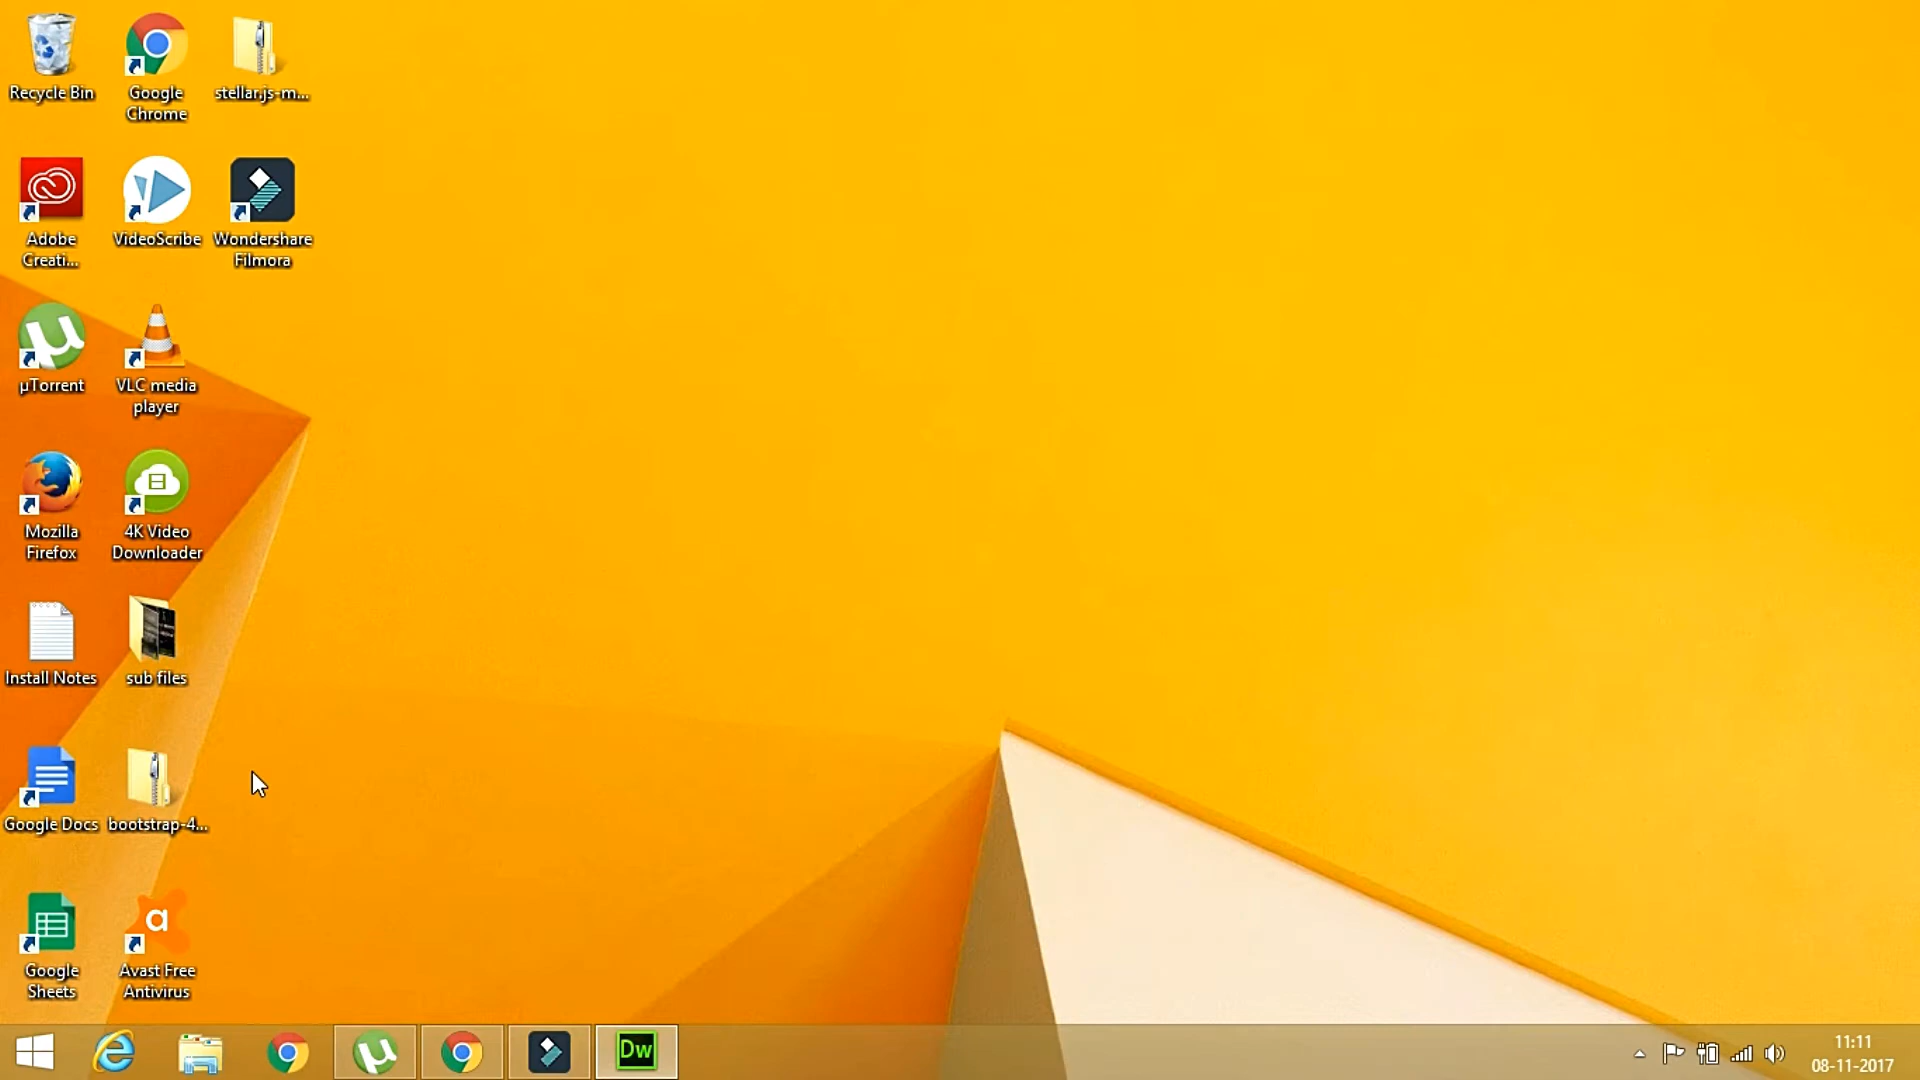 Recycle Bin
Google
Chrome
stellar.js-m...
Adobe
Creati...
VideoScribe
Wondershare
Filmora
µTorrent
VLC media
player
Mozilla
Firefox
4K Video
Downloader
Install Notes
sub files
Google Docs
bootstrap-4...
Google
Sheets
a
Avast Free
Antivirus
Dw
11:11
08-11-2017